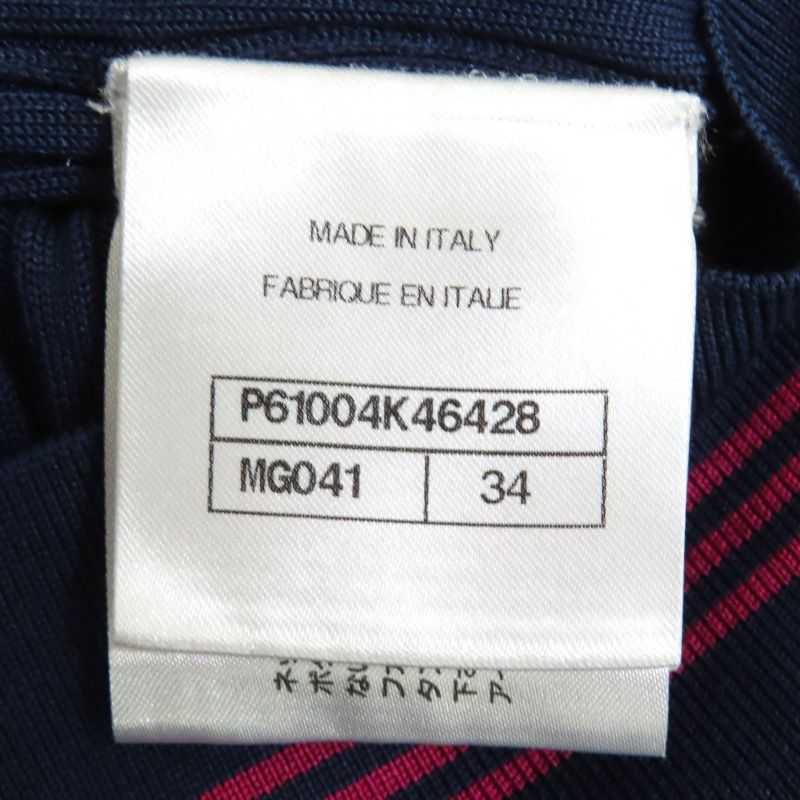 MADE IN ITALY
FABRIQUE EN ITALIE
P61004K46428
MG041 34